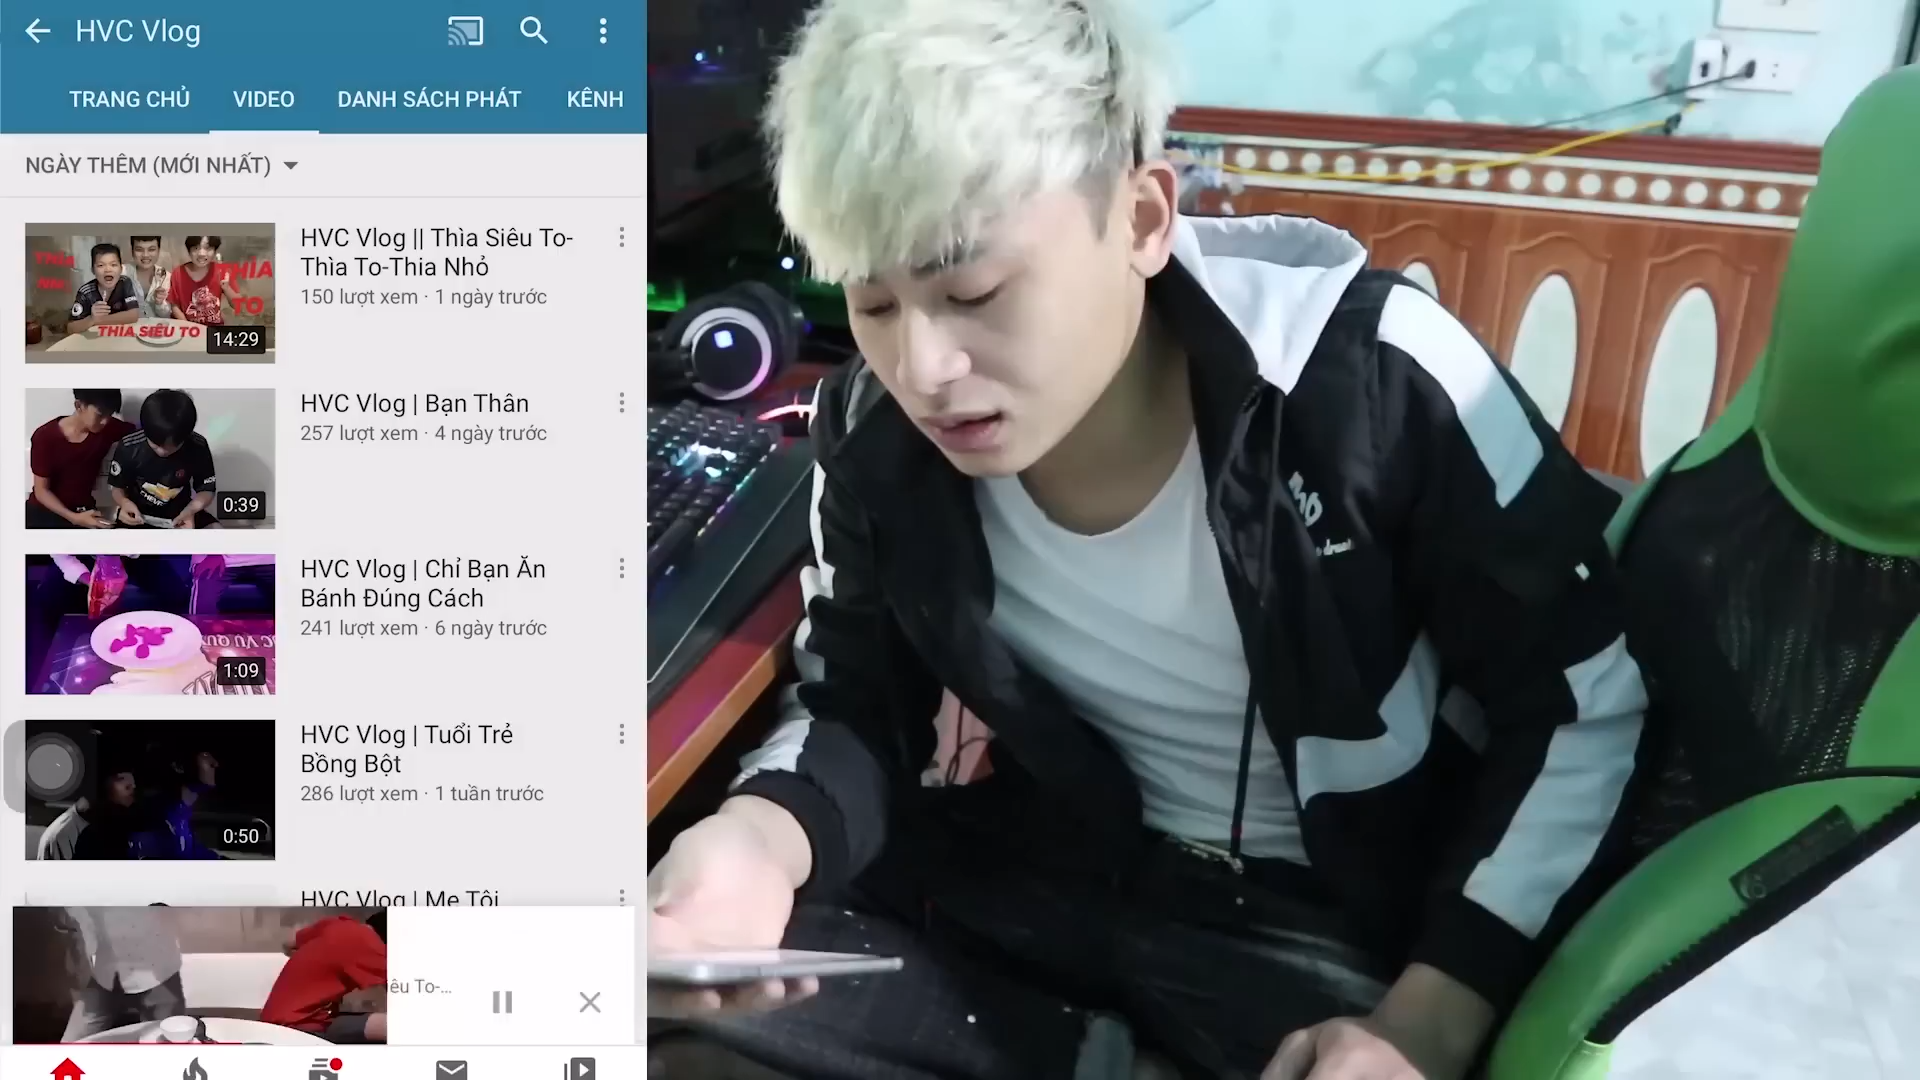 HVC Vlog
TRANG CHỦ VIDEO DANH SÁCH PHÁT KÊNH
NGÀY THÊM (MỚI NHẤT)
THÌA
THÌA
TO
THÌA SIÊU TO
14:29
HVC Vlog || Thìa Siêu To-
Thìa To-Thia Nhỏ
150 lượt xem · 1 ngày trước
0:39
HVC Vlog | Bạn Thân
257 lượt xem · 4 ngày trước
1:09
HVC Vlog | Chỉ Bạn Ăn
Bánh Đúng Cách
241 lượt xem · 6 ngày trước
0:50
HVC Vlog | Tuổi Trẻ
Bồng Bột
286 lượt xem · 1 tuần trước
HVC Vlog | Mẹ Tôi
iêu To-...